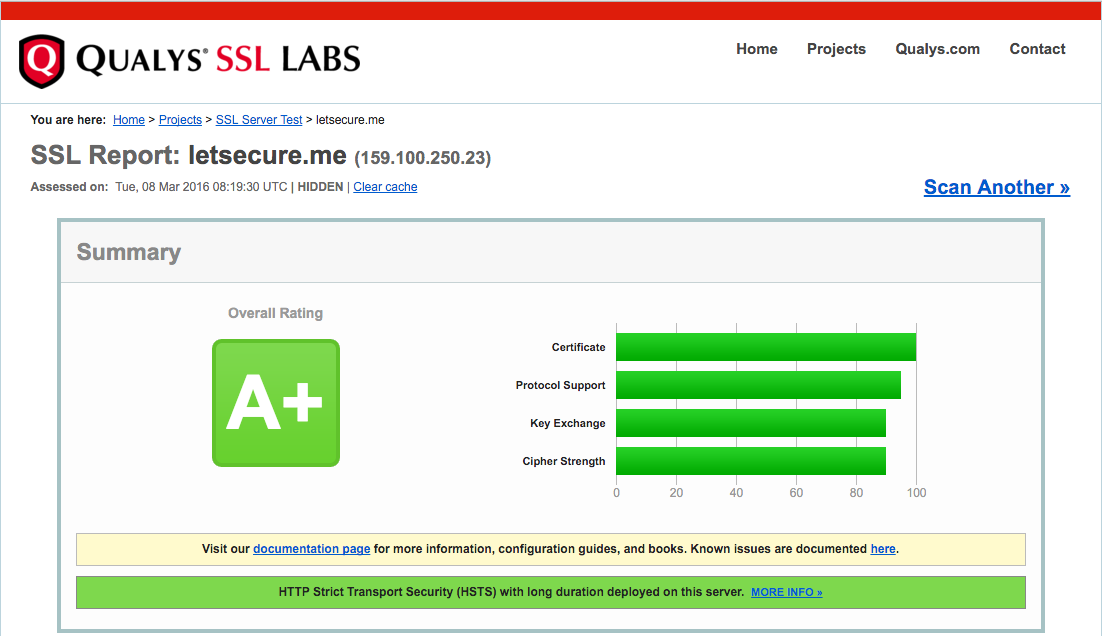 QUALYS® SSL LABS
Home Projects Qualys.com Contact
You are here: Home > Projects > SSL Server Test > letsecure.me
SSL Report: letsecure.me (159.100.250.23)
Assessed on: Tue, 08 Mar 2016 08:19:30 UTC | HIDDEN | Clear cache
Scan Another »
Summary
Overall Rating
A+
Certificate
Protocol Support
Key Exchange
Cipher Strength
0 20 40 60 80 100
Visit our documentation page for more information, configuration guides, and books. Known issues are documented here.
HTTP Strict Transport Security (HSTS) with long duration deployed on this server. MORE INFO »